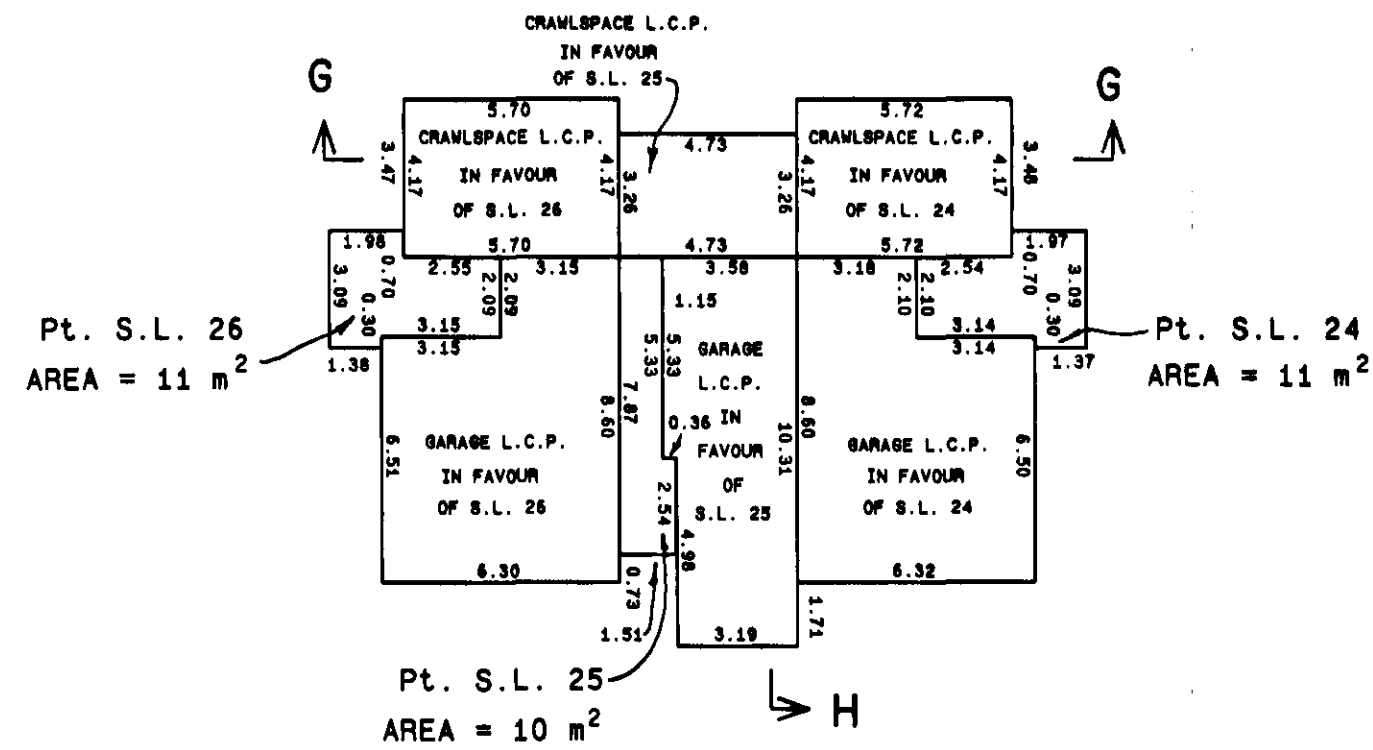 CRAWLSPACE L.C.P.
IN FAVOUR
OF S.L. 25
G
G
5.70
CRAWLSPACE L.C.P.
IN FAVOUR
OF S.L. 26
3.47
4.17
4.17
5.70
4.73
3.26
3.26
4.73
5.72
CRAWLSPACE L.C.P.
IN FAVOUR
OF S.L. 24
4.17
4.17
3.48
5.72
1.98
0.70
3.09
0.30
2.55
2.09
2.09
3.15
3.15
3.15
1.38
Pt. S.L. 26
AREA = 11 m²
3.58
1.15
5.33
5.33
0.36
3.18
2.10
2.10
2.54
1.97
0.70
3.09
0.30
3.14
3.14
1.37
Pt. S.L. 24
AREA = 11 m²
GARAGE L.C.P.
IN FAVOUR
OF S.L. 26
6.51
8.60
7.87
6.30
GARAGE
L.C.P.
IN
FAVOUR
OF
S.L. 25
2.54
4.98
10.31
8.60
GARAGE L.C.P.
IN FAVOUR
OF S.L. 24
6.50
6.32
0.73
1.51
3.19
1.71
Pt. S.L. 25
AREA = 10 m²
H